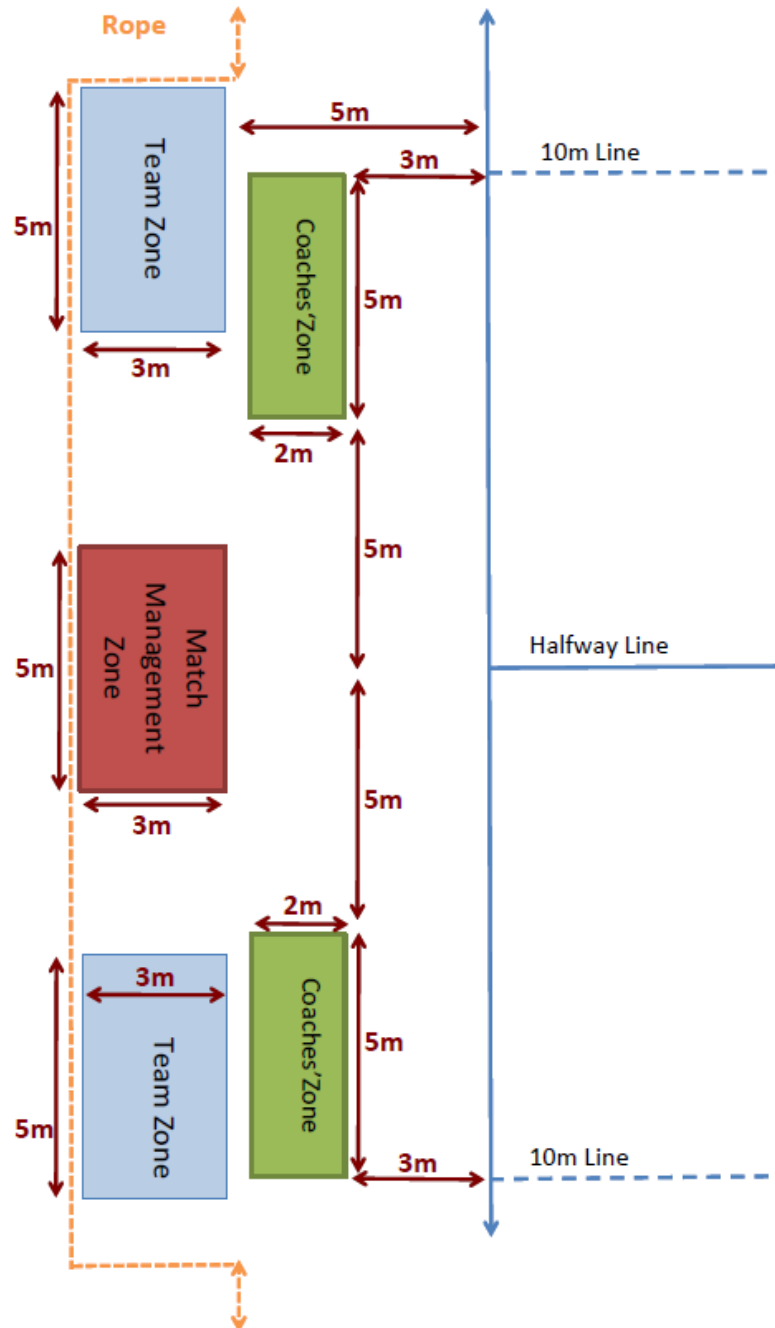 Rope
5m
3m
10m Line
5m
Team Zone
Coaches'Zone
5m
3m
2m
5m
Match
Management
Zone
Halfway Line
5m
5m
3m
2m
3m
Coaches'Zone
5m
Team Zone
5m
3m
10m Line